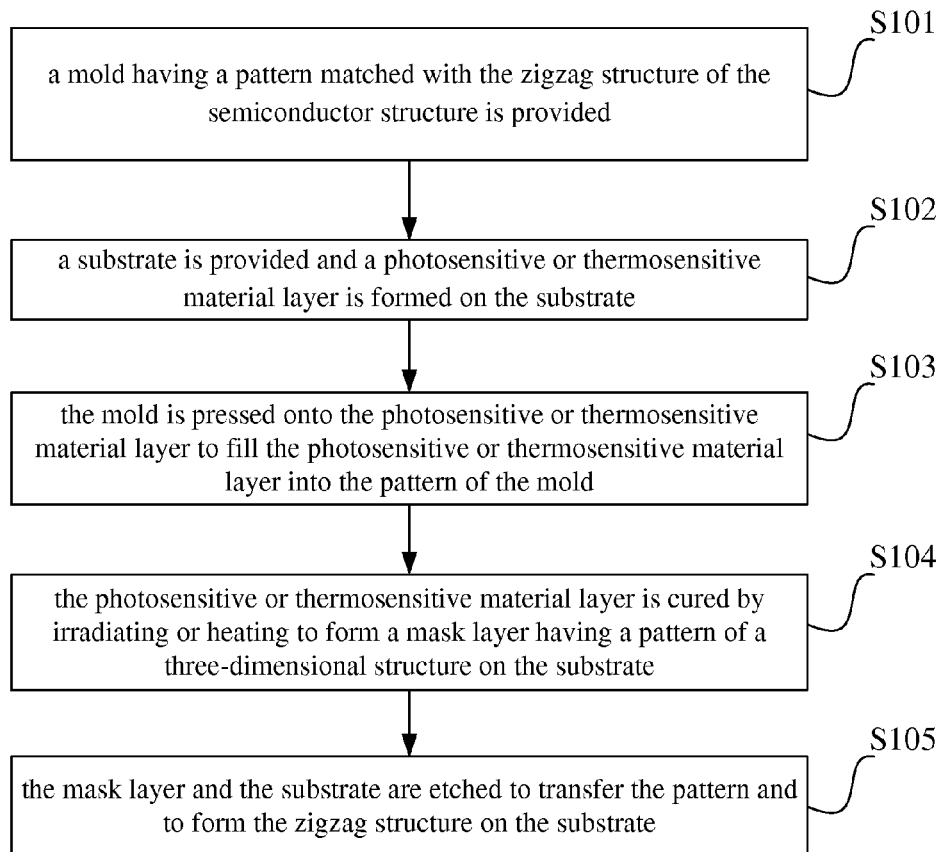 S101
a mold having a pattern matched with the zigzag structure of the
semiconductor structure is provided
S102
a substrate is provided and a photosensitive or thermosensitive
material layer is formed on the substrate
S103
the mold is pressed onto the photosensitive or thermosensitive
material layer to fill the photosensitive or thermosensitive material
layer into the pattern of the mold
S104
the photosensitive or thermosensitive material layer is cured by
irradiating or heating to form a mask layer having a pattern of a
three-dimensional structure on the substrate
S105
the mask layer and the substrate are etched to transfer the pattern and
to form the zigzag structure on the substrate